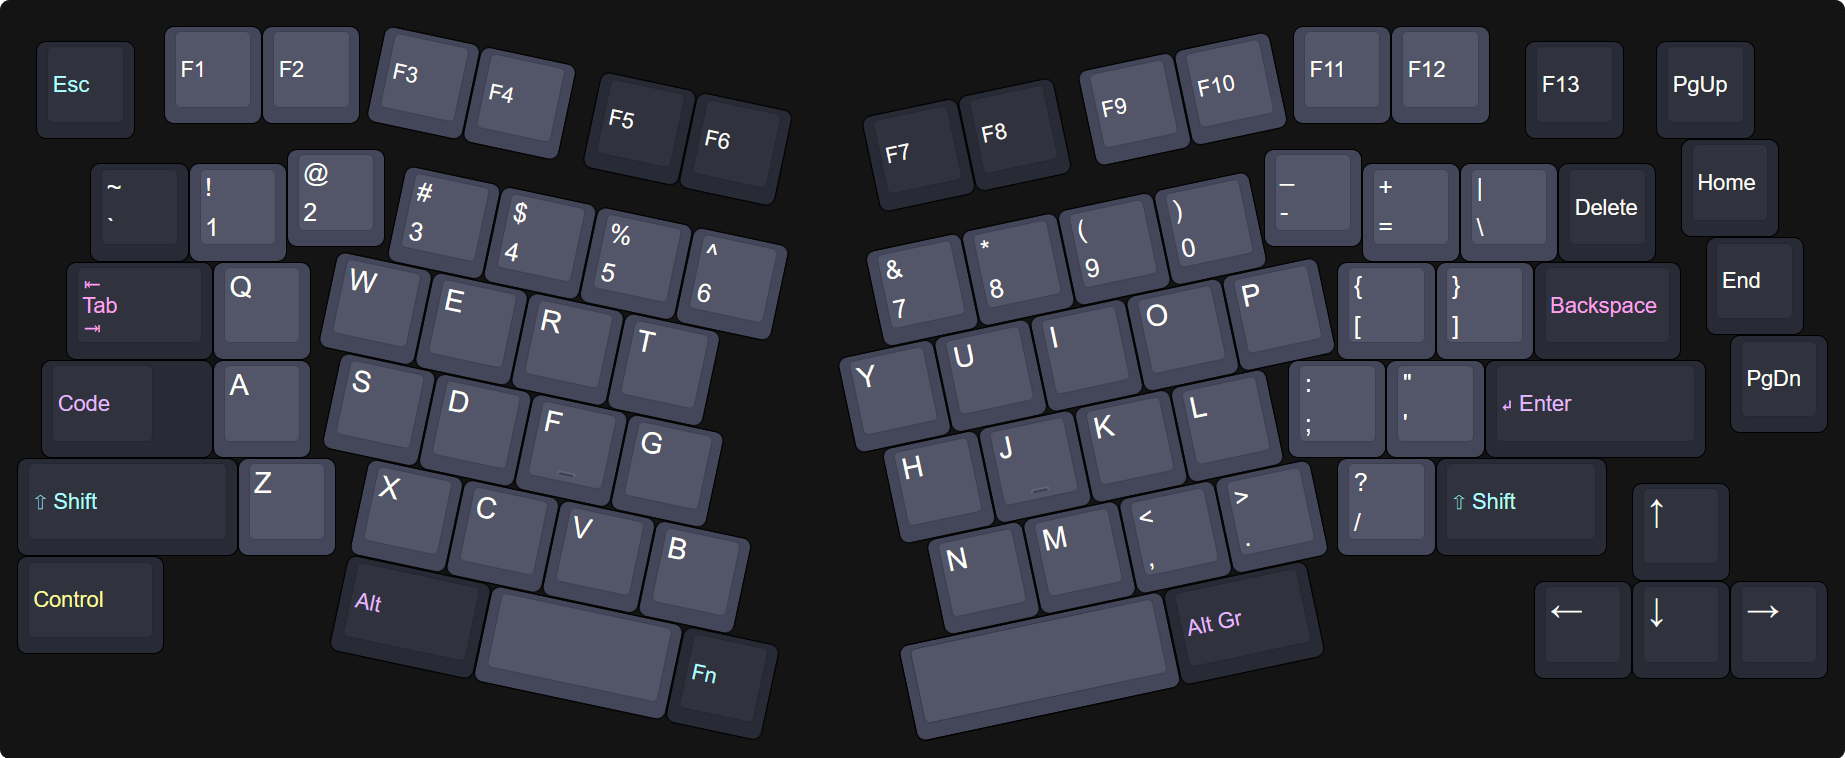 Esc F1 F2 F3 F4 F5 F6 F7 F8 F9 F10 F11 F12 F13 PgUp
~ ! @ # $ % ^ & * ( ) _ + | Delete Home
` 1 2 3 4 5 6 7 8 9 0 - = \
⇤
Tab Q W E R T Y U I O P { } Backspace End
⇥ [ ]
Code A S D F G H J K L : " ↵ Enter PgDn
; '
⇧ Shift Z X C V B N M < > ? ⇧ Shift ↑
, . /
Control Alt Fn Alt Gr ← ↓ →